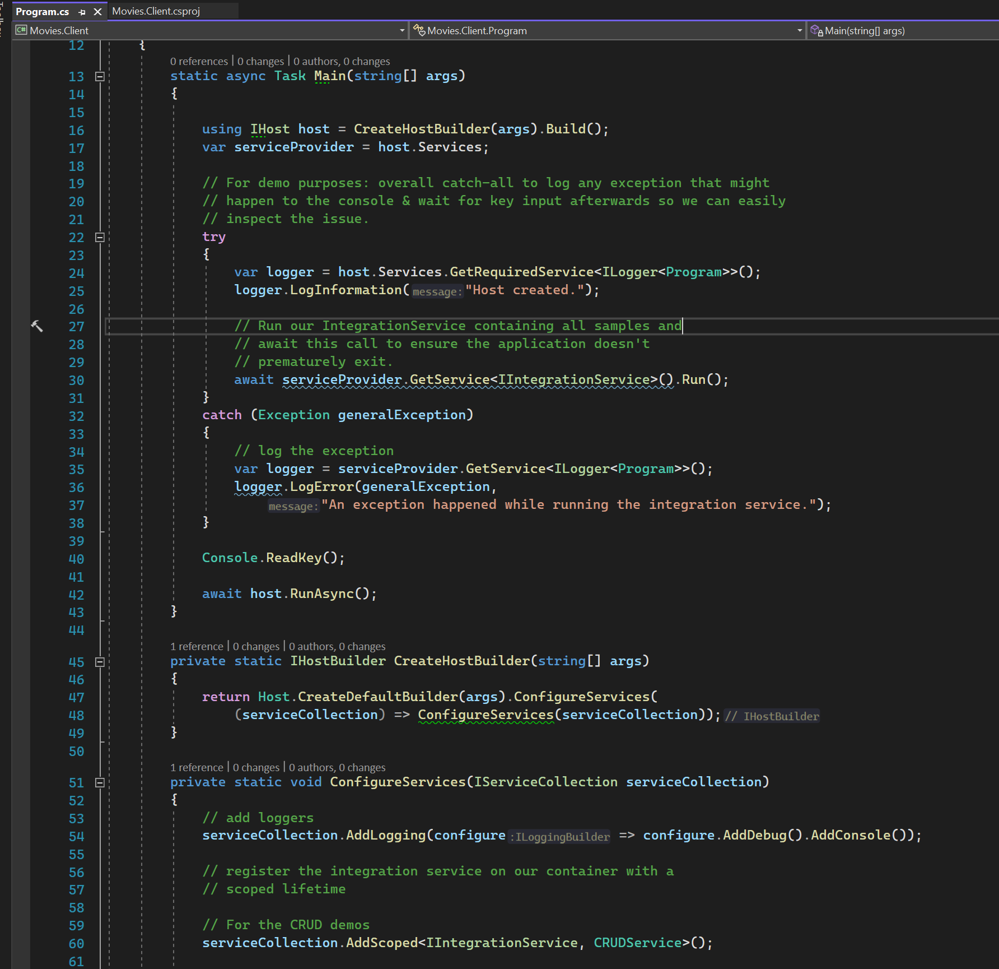 Program.cs
Movies.Client.csproj
Movies.Client
Movies.Client.Program
Main(string[] args)
12 {
0 references | 0 changes | 0 authors, 0 changes
13 static async Task Main(string[] args)
14 {
15
16 using IHost host = CreateHostBuilder(args).Build();
17 var serviceProvider = host.Services;
18
19 // For demo purposes: overall catch-all to log any exception that might
20 // happen to the console & wait for key input afterwards so we can easily
21 // inspect the issue.
22 try
23 {
24 var logger = host.Services.GetRequiredService<ILogger<Program>>();
25 logger.LogInformation(message:"Host created.");
26
27 // Run our IntegrationService containing all samples and
28 // await this call to ensure the application doesn't
29 // prematurely exit.
30 await serviceProvider.GetService<IIntegrationService>().Run();
31 }
32 catch (Exception generalException)
33 {
34 // log the exception
35 var logger = serviceProvider.GetService<ILogger<Program>>();
36 logger.LogError(generalException,
37 message:"An exception happened while running the integration service.");
38 }
39
40 Console.ReadKey();
41
42 await host.RunAsync();
43 }
44
1 reference | 0 changes | 0 authors, 0 changes
45 private static IHostBuilder CreateHostBuilder(string[] args)
46 {
47 return Host.CreateDefaultBuilder(args).ConfigureServices(
48 (serviceCollection) => ConfigureServices(serviceCollection)); // IHostBuilder
49 }
50
1 reference | 0 changes | 0 authors, 0 changes
51 private static void ConfigureServices(IServiceCollection serviceCollection)
52 {
53 // add loggers
54 serviceCollection.AddLogging(configure :ILoggingBuilder => configure.AddDebug().AddConsole());
55
56 // register the integration service on our container with a
57 // scoped lifetime
58
59 // For the CRUD demos
60 serviceCollection.AddScoped<IIntegrationService, CRUDService>();
61